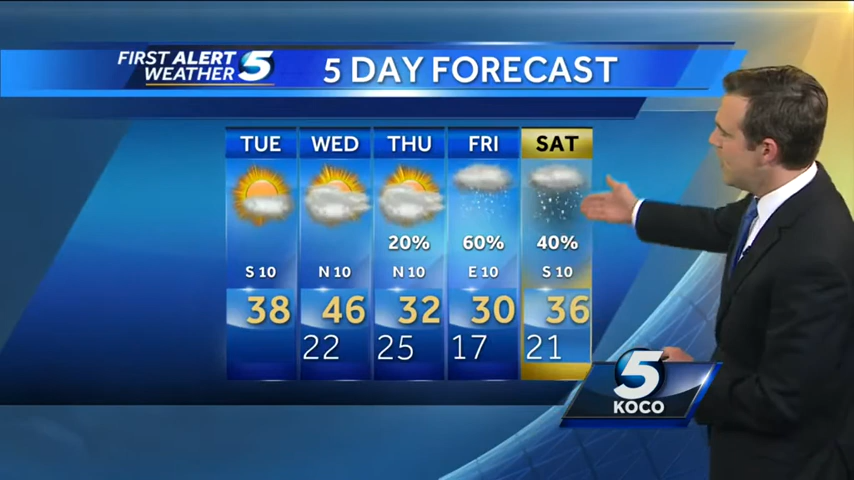 FIRST ALERT
WEATHER 5
5 DAY FORECAST
TUE WED THU FRI SAT
20% 60% 40%
S 10 N 10 N 10 E 10 S 10
38 46 32 30 36
22 25 17 21
5
KOCO